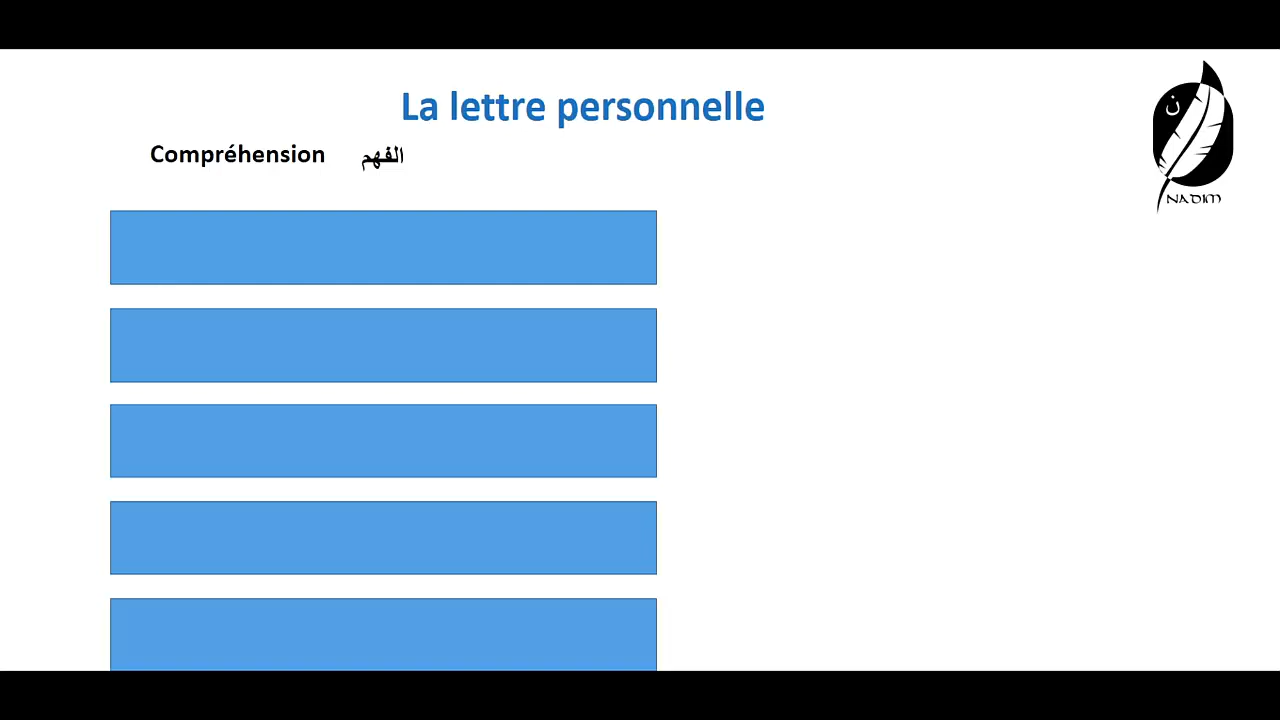 La lettre personnelle
Compréhension الفهم
ن
NADIM